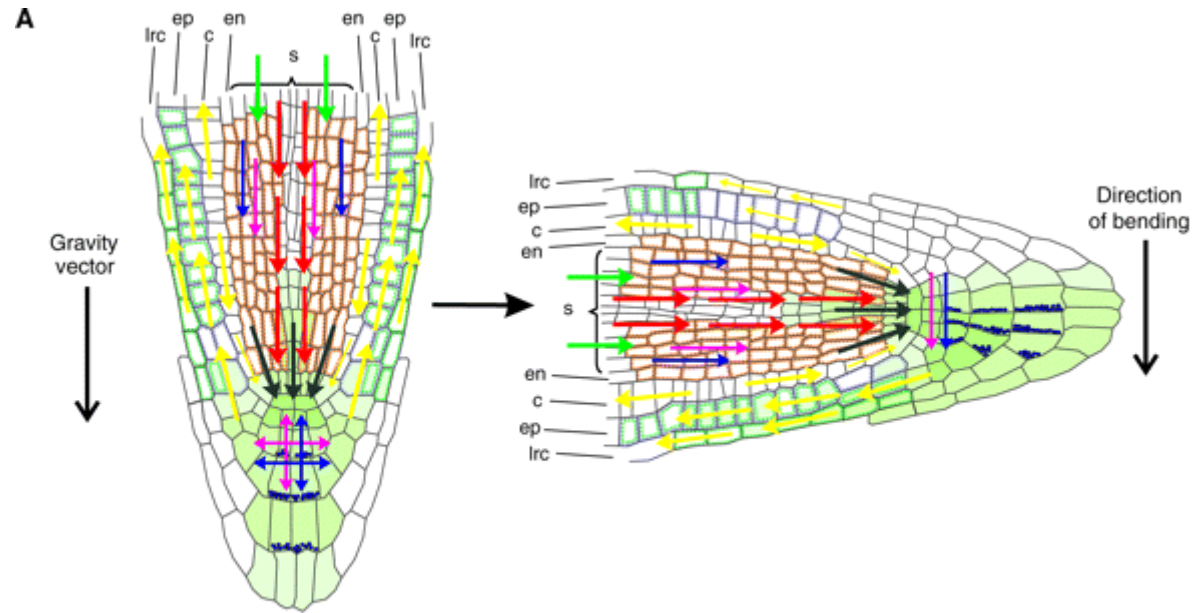 A
lrc
ep
c
en
s
en
c
ep
lrc
Gravity
vector
lrc
ep
c
en
s
en
c
ep
lrc
Direction
of bending